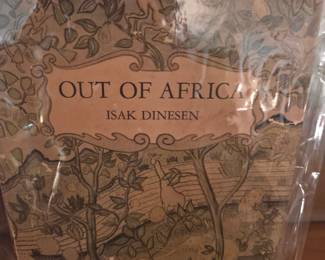 OUT OF AFRICA
ISAK DINESEN